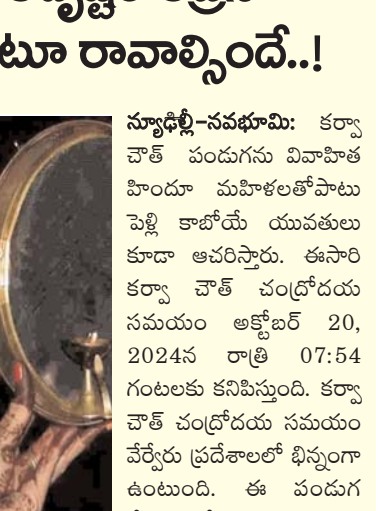 టూ రావాల్సిందే..!
న్యూఢిల్లీ-నవభూమి: కర్వా
చౌత్ పండుగను వివాహిత
హిందూ మహిళలతోపాటు
పెళ్లి కాబోయే యువతులు
కూడా ఆచరిస్తారు. ఈసారి
కర్వా చౌత్ చంద్రోదయ
సమయం అక్టోబర్ 20,
2024న రాత్రి 07:54
గంటలకు కనిపిస్తుంది. కర్వా
చౌత్ చంద్రోదయ సమయం
వేర్వేరు ప్రదేశాలలో భిన్నంగా
ఉంటుంది. ఈ పండుగ